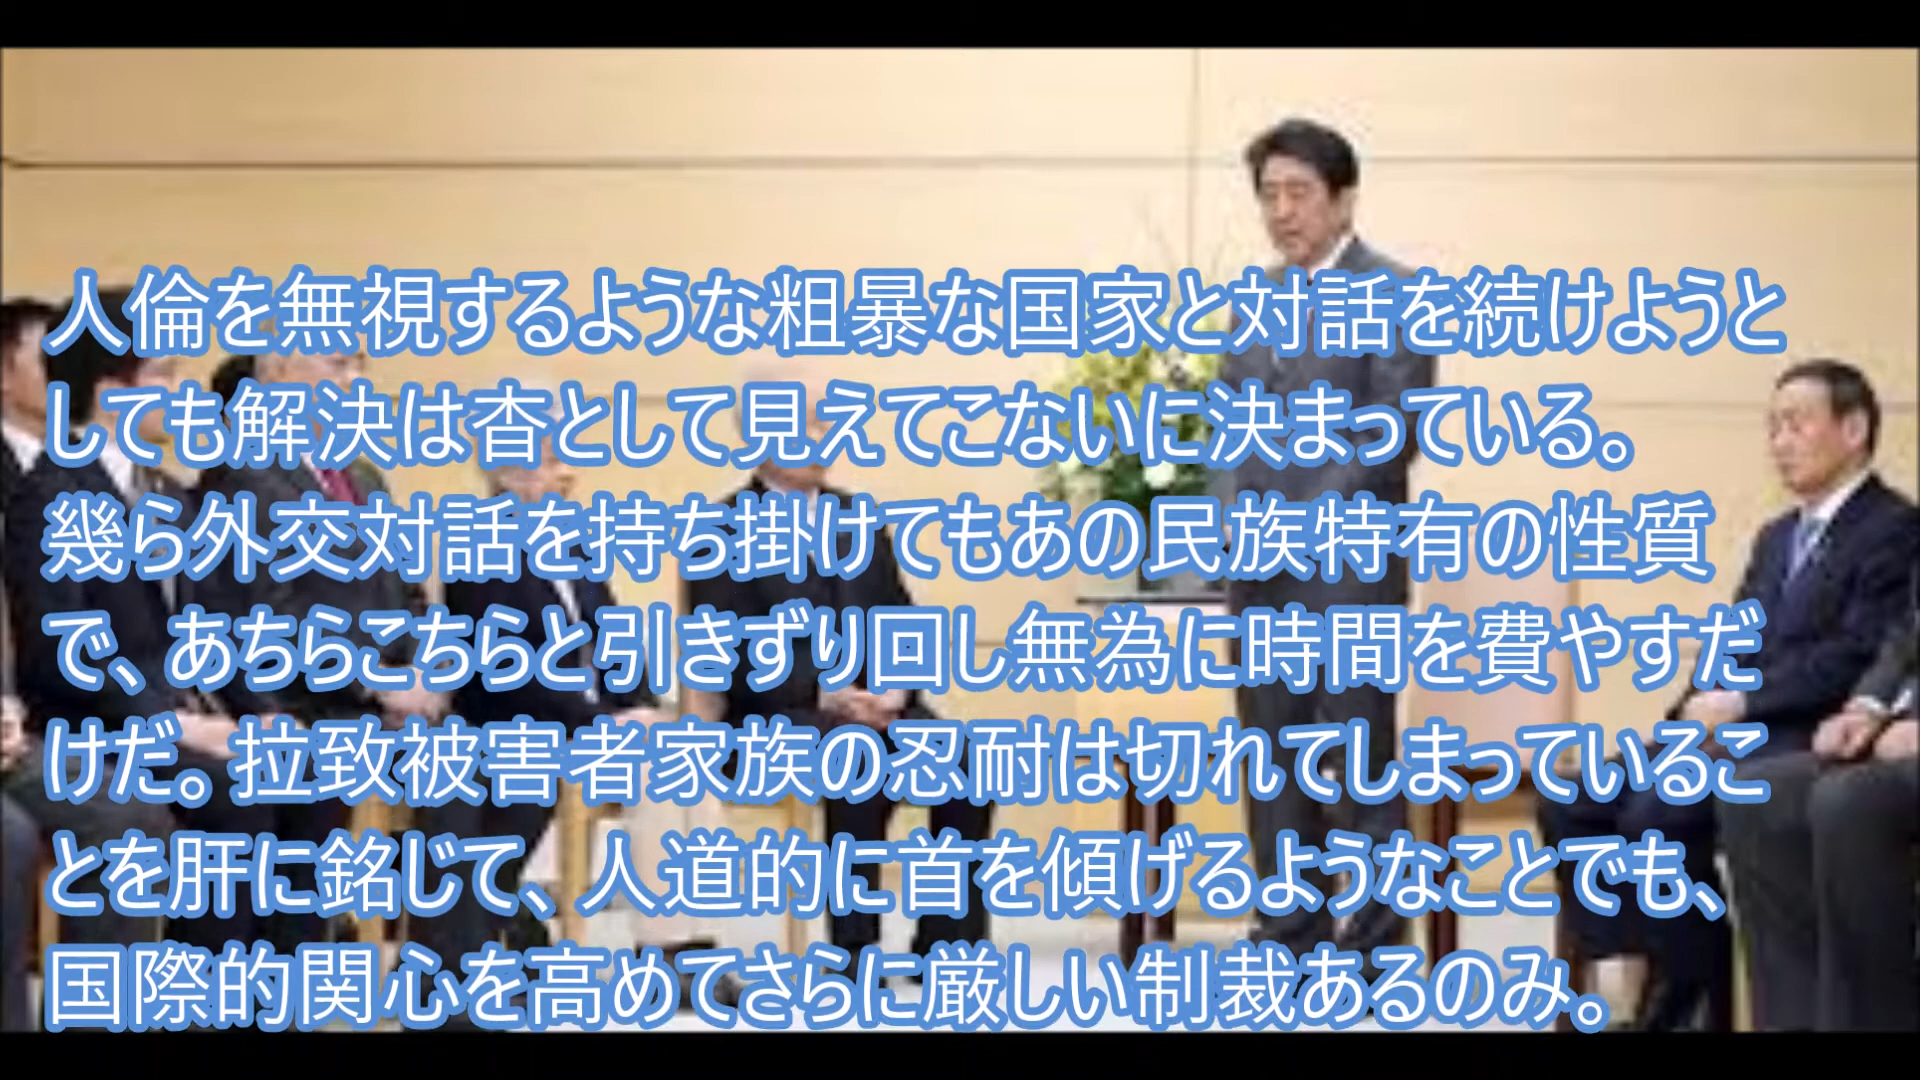 人倫を無視するような粗暴な国家と対話を続けようと
しても解決は杳として見えてこないに決まっている。
幾ら外交対話を持ち掛けてもあの民族特有の性質
で、あちらこちらと引きずり回し無為に時間を費やすだ
けだ。拉致被害者家族の忍耐は切れてしまっているこ
とを肝に銘じて、人道的に首を傾げるようなことでも、
国際的関心を高めてさらに厳しい制裁あるのみ。